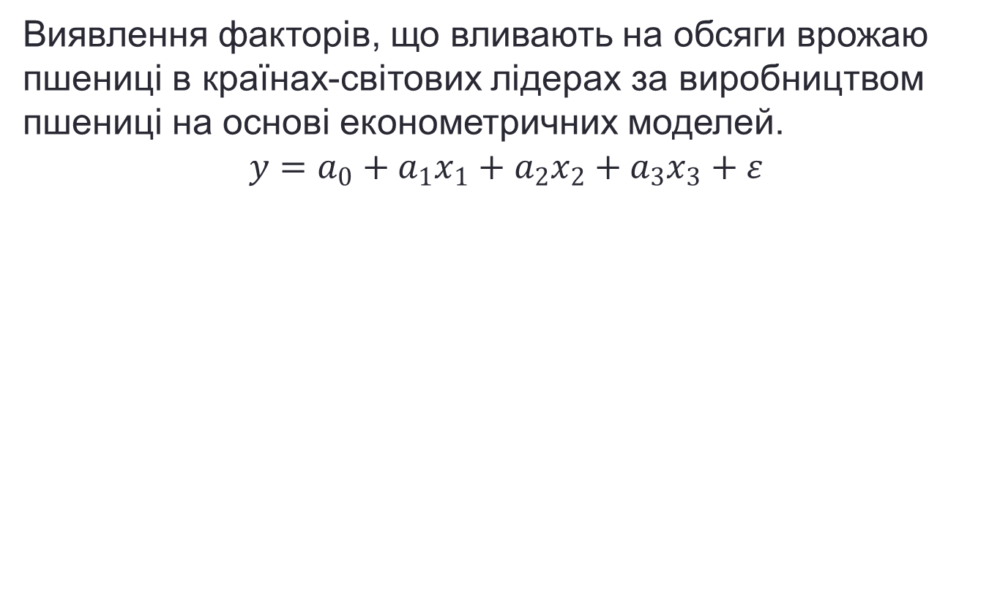 Виявлення факторів, що вливають на обсяги врожаю
пшениці в країнах-світових лідерах за виробництвом
пшениці на основі економетричних моделей.
𝑦 = 𝑎₀ + 𝑎₁𝑥₁ + 𝑎₂𝑥₂ + 𝑎₃𝑥₃ + 𝜀